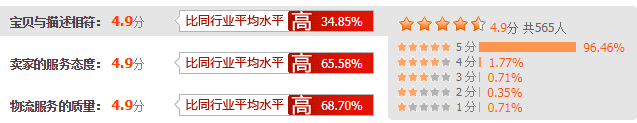 宝贝与描述相符： 4.9分 比同行业平均水平 高 34.85%
卖家的服务态度： 4.9分 比同行业平均水平 高 65.58%
物流服务的质量： 4.9分 比同行业平均水平 高 68.70%
4.9分 共565人
5分 96.46%
4分 1.77%
3分 0.71%
2分 0.35%
1分 0.71%